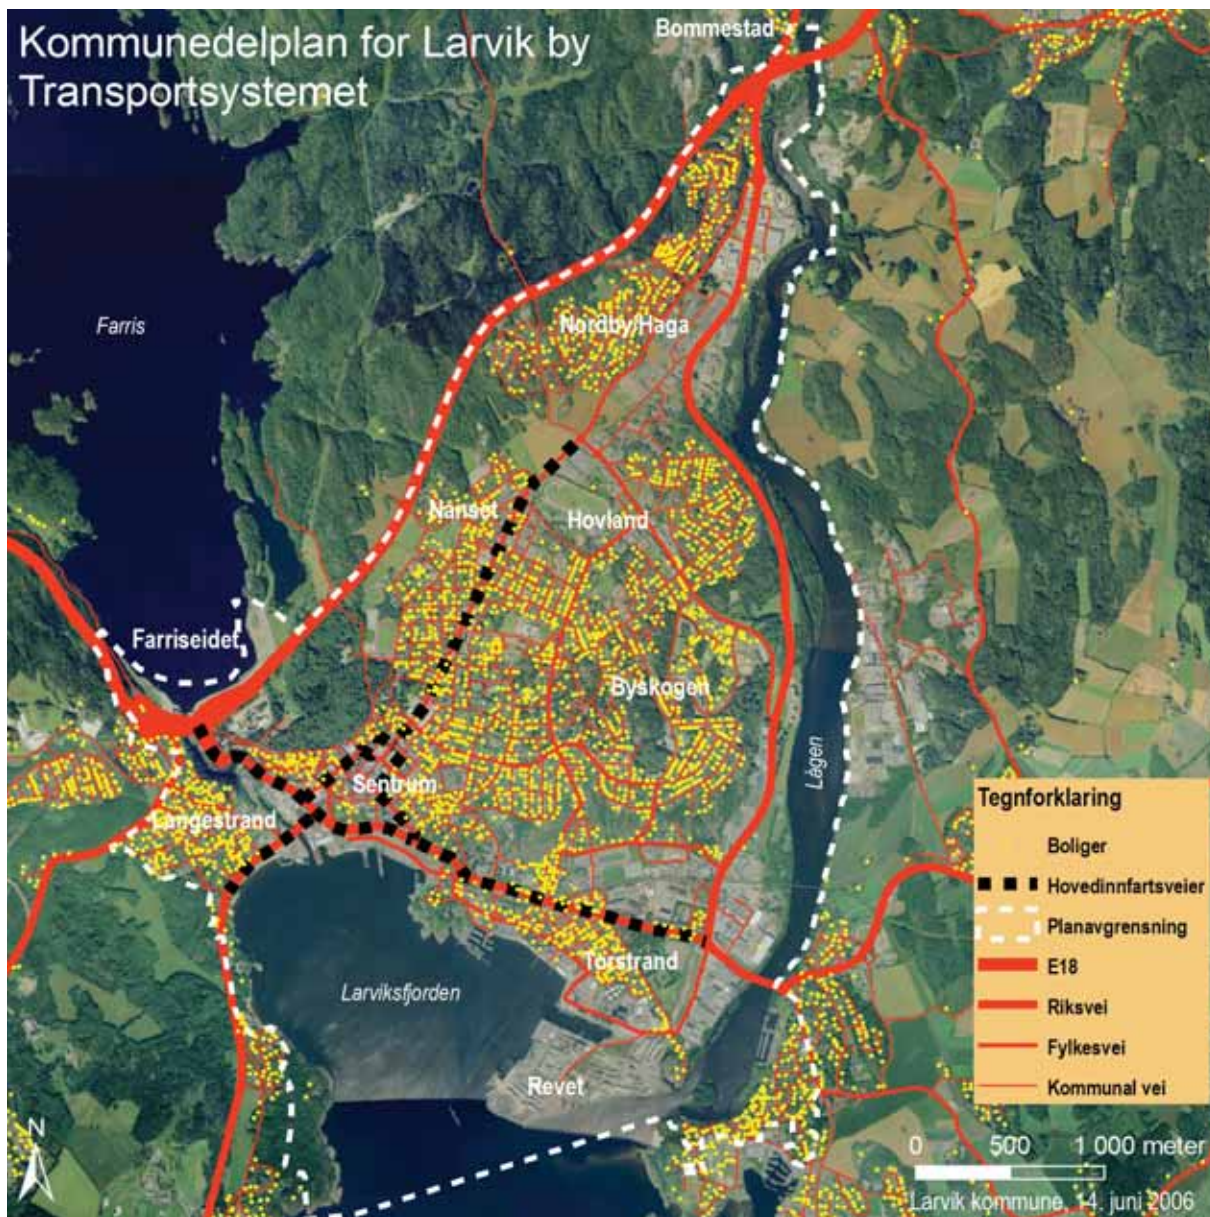 Kommunedelplan for Larvik by
Transportsystemet
Bommestad
Farris
Nordby/Haga
Nanset
Hovland
Farriseidet
Byskogen
Lågen
Sentrum
Langestrand
Torstrand
Larviksfjorden
Revet
Tegnforklaring
Boliger
Hovedinnfartsveier
Planavgrensning
E18
Riksvei
Fylkesvei
Kommunal vei
N
0 500 1 000 meter
Larvik kommune, 14. juni 2006